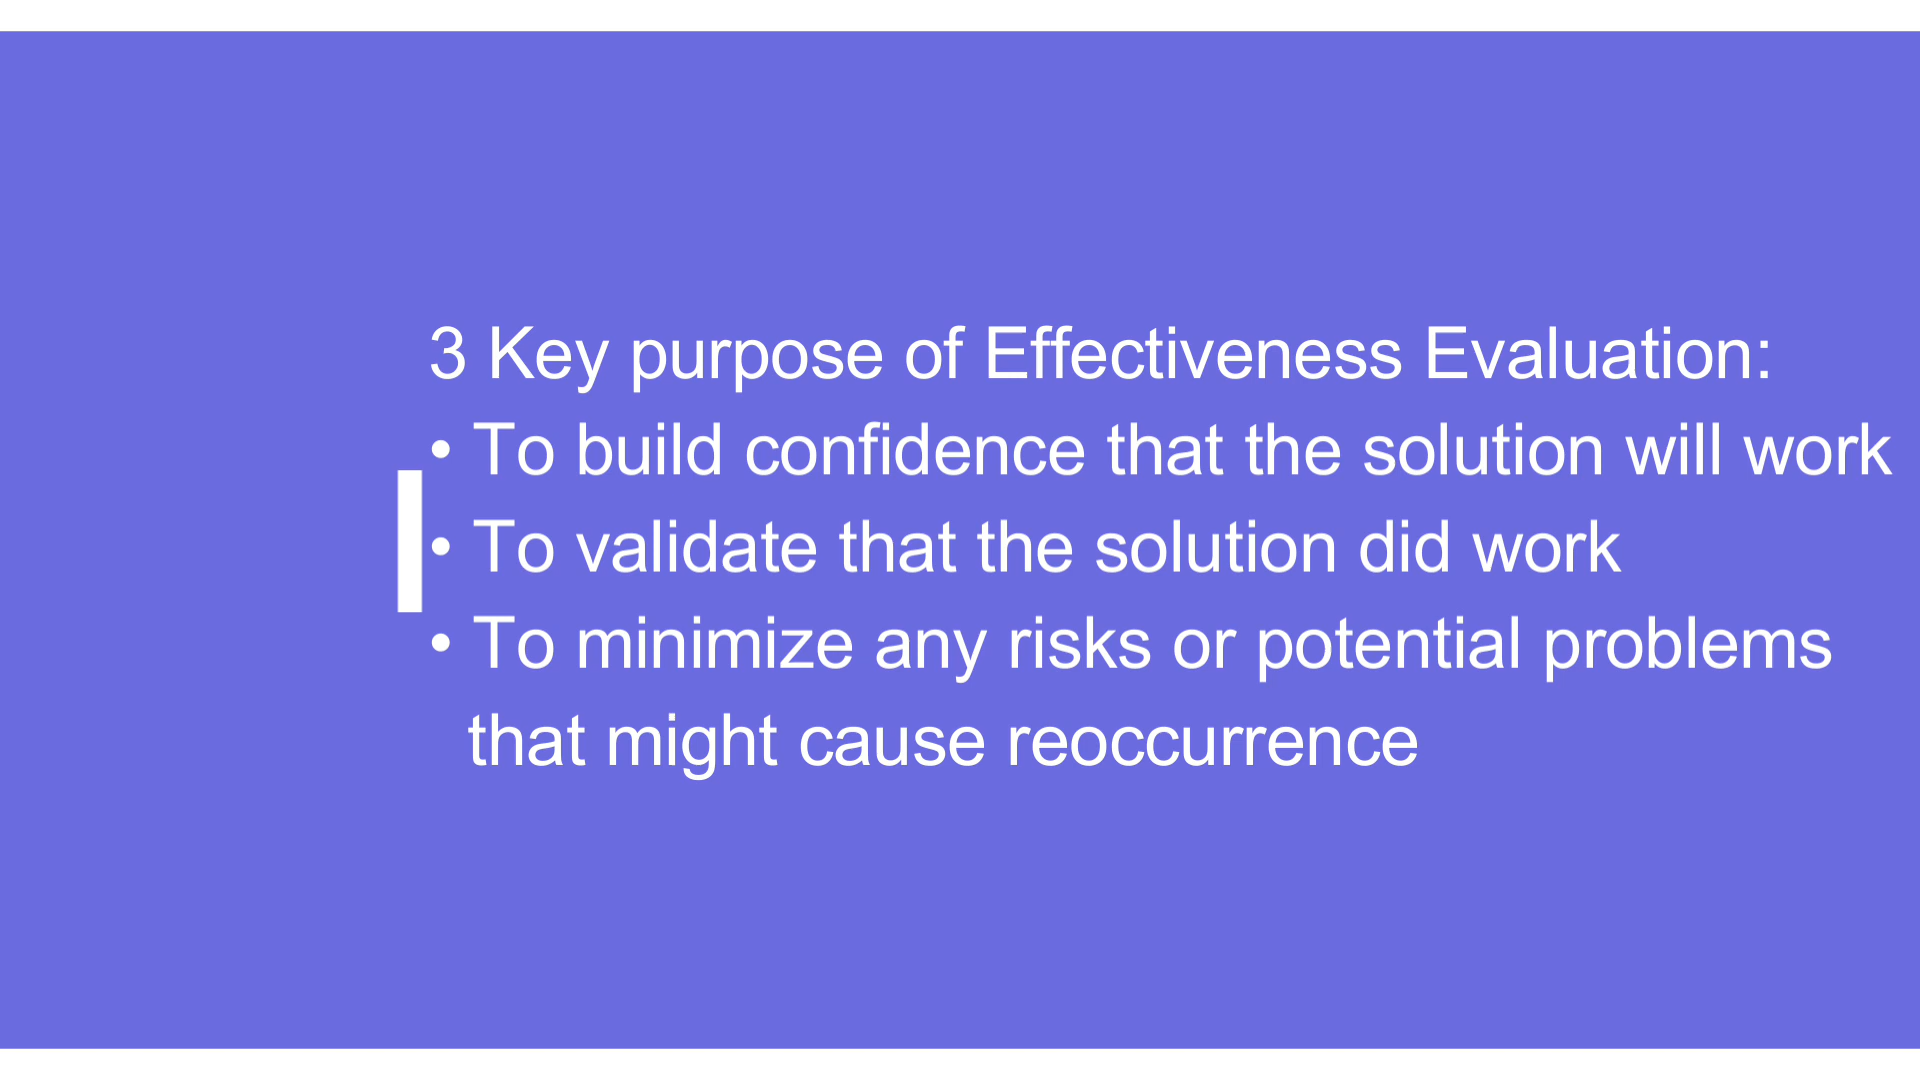 3 Key purpose of Effectiveness Evaluation:
• To build confidence that the solution will work
• To validate that the solution did work
• To minimize any risks or potential problems
that might cause reoccurrence